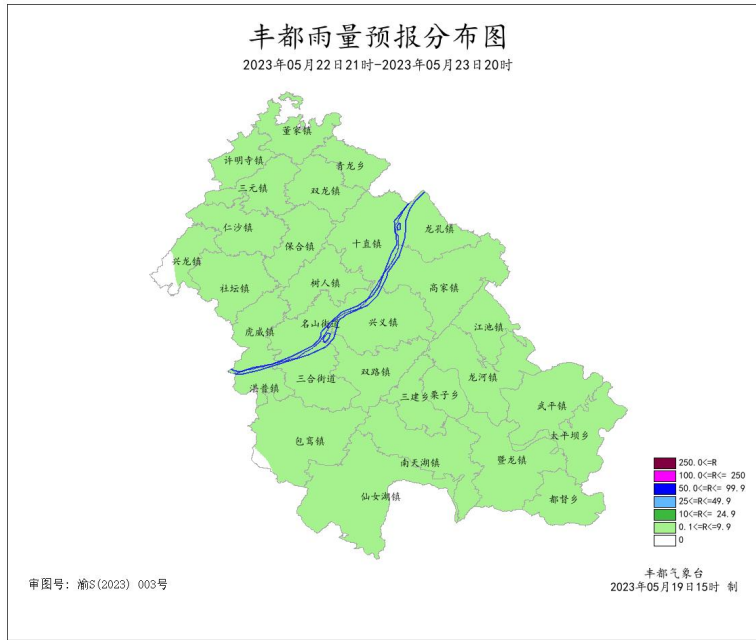 丰都雨量预报分布图
2023年05月22日21时-2023年05月23日20时
董家镇
许明寺镇
青龙乡
三元镇
双龙镇
仁沙镇
龙孔镇
保合镇
十直镇
兴龙镇
社坛镇
树人镇
高家镇
虎威镇
名山街道
兴义镇
江池镇
湛普镇
三合街道
双路镇
龙河镇
三建乡
栗子乡
武平镇
太平坝乡
包鸾镇
南天湖镇
暨龙镇
仙女湖镇
都督乡
250.0<=R
100.0<=R<= 250
50.0<=R<= 99.9
25<=R<=49.9
10<=R<= 24.9
0.1<=R<=9.9
0
审图号: 渝S(2023) 003号
丰都气象台
2023年05月19日15时 制